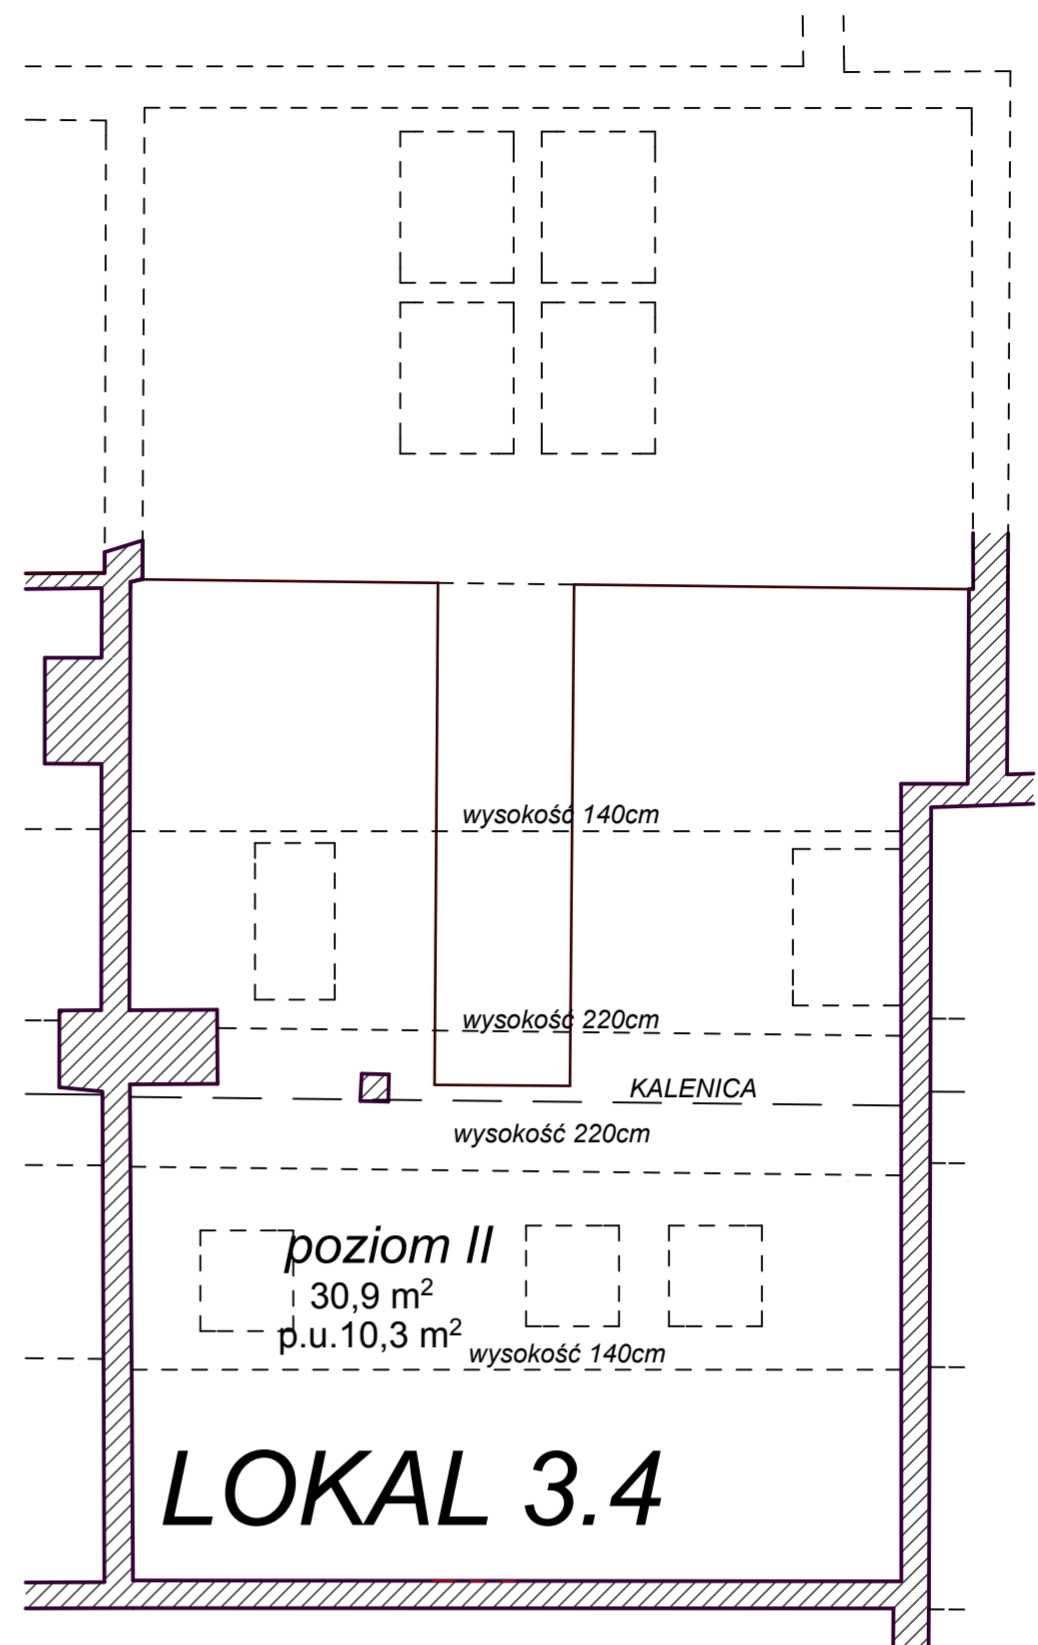 wysokość 140cm
wysokość 220cm
KALENICA
wysokość 220cm
poziom II
30,9 m²
p.u.10,3 m²
wysokość 140cm
LOKAL 3.4